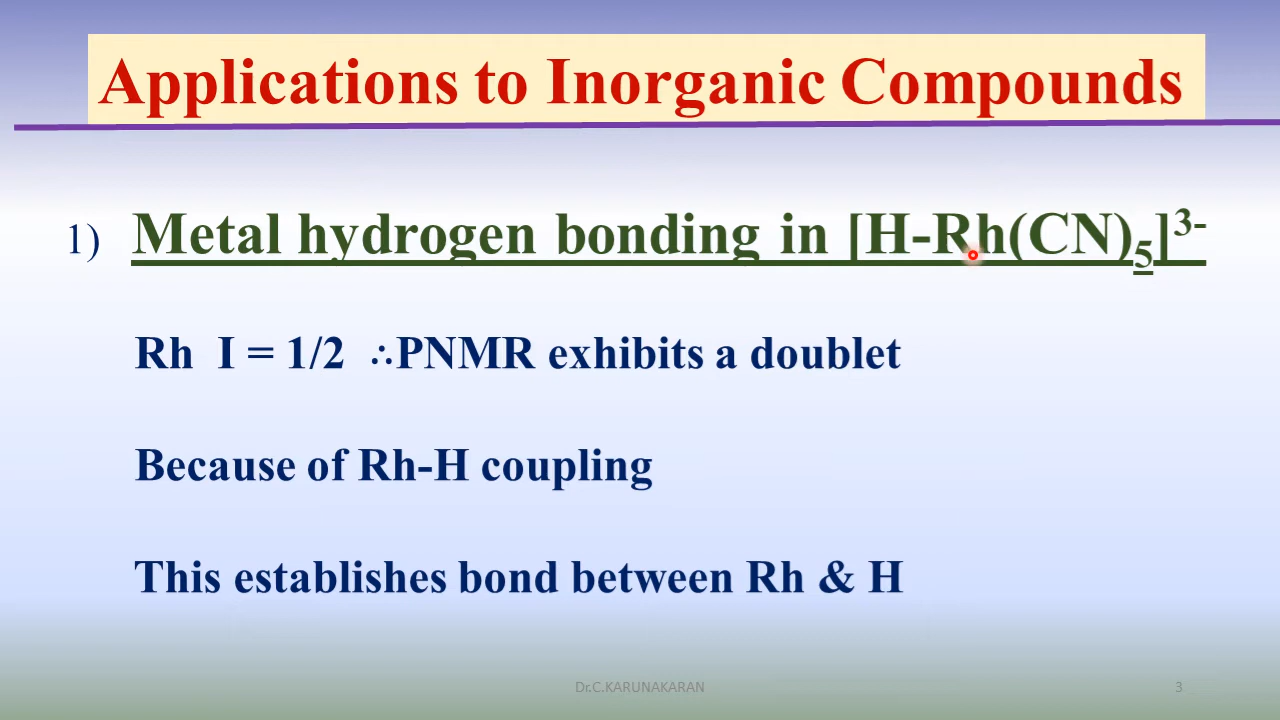 Applications to Inorganic Compounds
1) Metal hydrogen bonding in [H-Rh(CN)₅]³⁻
Rh I = 1/2 ∴PNMR exhibits a doublet
Because of Rh-H coupling
This establishes bond between Rh & H
Dr.C.KARUNAKARAN 3